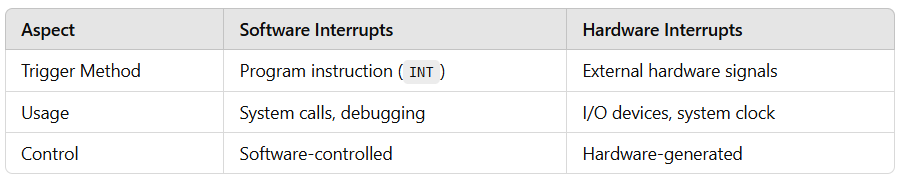 Aspect Software Interrupts Hardware Interrupts
Trigger Method Program instruction (INT) External hardware signals
Usage System calls, debugging I/O devices, system clock
Control Software-controlled Hardware-generated